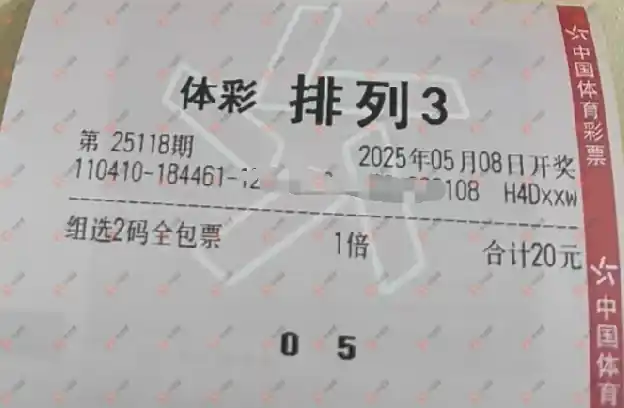 体彩 排列3
第 25118期 2025年05月08日开奖
110410-184461-12 108 H4Dxxw
组选2码全包票 1倍 合计20元
0 5
中国体育彩票
中国体育